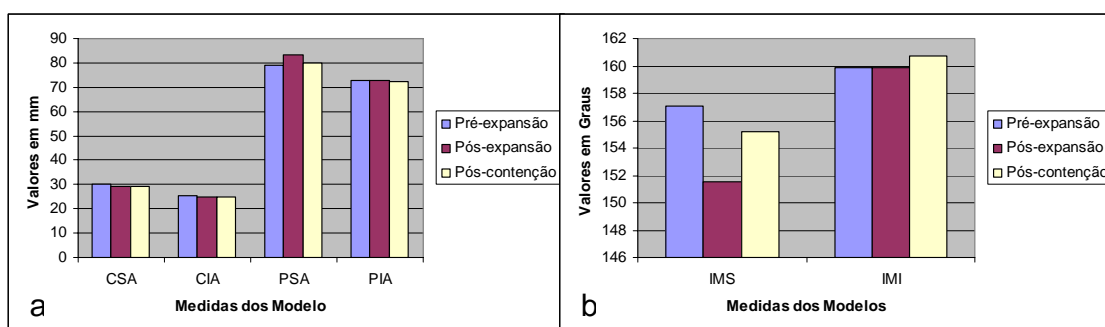 90
80
70
60
50
40
30
20
10
0
Valores em mm
CSA CIA PSA PIA
Medidas dos Modelo
Pré-expansão
Pós-expansão
Pós-contenção
a
162
160
158
156
154
152
150
148
146
Valores em Graus
IMS IMI
Medidas dos Modelos
Pré-expansão
Pós-expansão
Pós-contenção
b